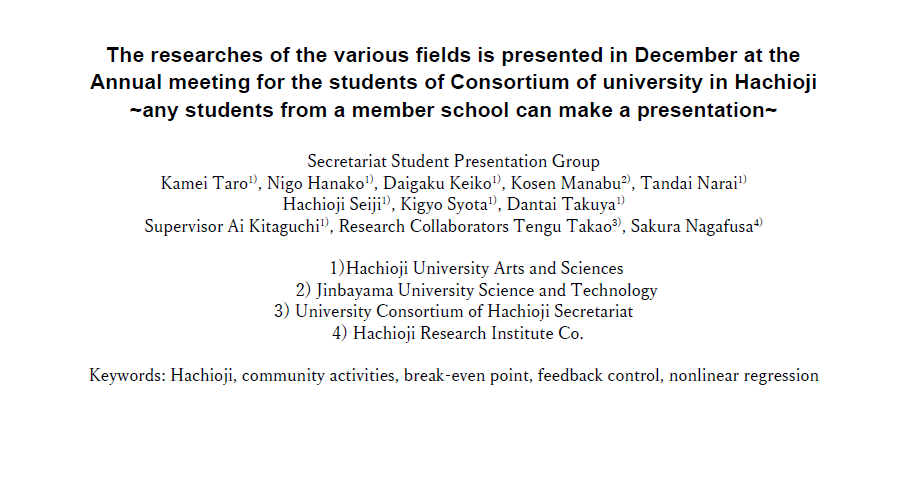 The researches of the various fields is presented in December at the
Annual meeting for the students of Consortium of university in Hachioji
~any students from a member school can make a presentation~
Secretariat Student Presentation Group
Kamei Taro1), Nigo Hanako1), Daigaku Keiko1), Kosen Manabu2), Tandai Narai1)
Hachioji Seiji1), Kigyo Syota1), Dantai Takuya1)
Supervisor Ai Kitaguchi1), Research Collaborators Tengu Takao3), Sakura Nagafusa4)
1)Hachioji University Arts and Sciences
2) Jinbayama University Science and Technology
3) University Consortium of Hachioji Secretariat
4) Hachioji Research Institute Co.
Keywords: Hachioji, community activities, break-even point, feedback control, nonlinear regression